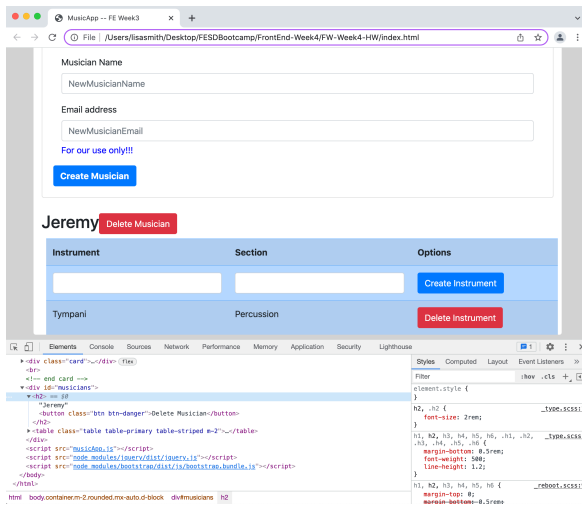 MusicApp -- FE Week3
File | /Users/lisasmith/Desktop/FESDBootcamp/FrontEnd-Week4/FW-Week4-HW/index.html
Musician Name
NewMusicianName
Email address
NewMusicianEmail
For our use only!!!
Create Musician
Jeremy Delete Musician
Instrument Section Options
Create Instrument
Tympani Percussion Delete Instrument
Elements Console Sources Network Performance Memory Application Security Lighthouse 1
<div class="card">…</div> flex
<br>
<!-- end card -->
<div id="musicians">
<h2> == $0
"Jeremy"
<button class="btn btn-danger">Delete Musician</button>
</h2>
<table class="table table-primary table-striped m-2">…</table>
</div>
<script src="musicApp.js"></script>
<script src="node_modules/jquery/dist/jquery.js"></script>
<script src="node_modules/bootstrap/dist/js/bootstrap.bundle.js"></script>
</body>
</html>
html body.container.m-2.rounded.mx-auto.d-block div#musicians h2
Styles Computed Layout Event Listeners »
Filter :hov .cls +
element.style {
}
h2, .h2 { _type.scss:
font-size: 2rem;
}
h1, h2, h3, h4, h5, h6, .h1, .h2, _type.scss:
.h3, .h4, .h5, .h6 {
margin-bottom: 0.5rem;
font-weight: 500;
line-height: 1.2;
}
h1, h2, h3, h4, h5, h6 { _reboot.scss:
margin-top: 0;
margin-bottom: 0.5rem;